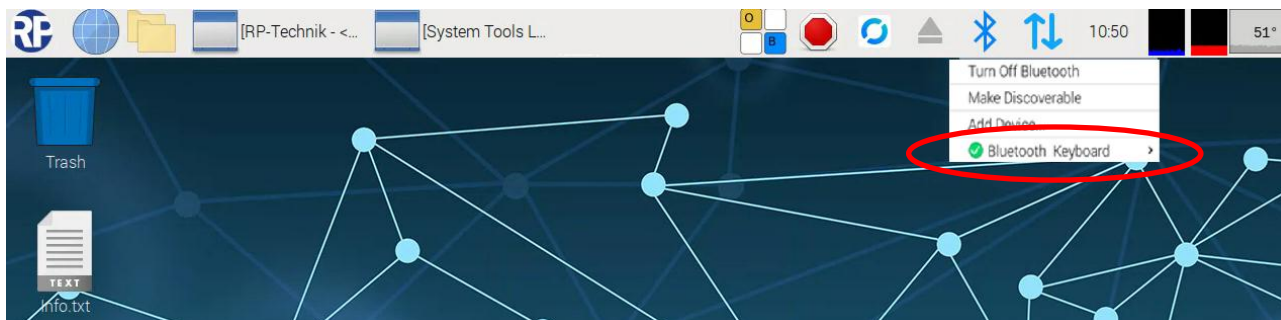 RP [RP-Technik - <... [System Tools L... O B 10:50 51°
Turn Off Bluetooth
Make Discoverable
Add Device...
Bluetooth Keyboard
Trash
TEXT
Info.txt